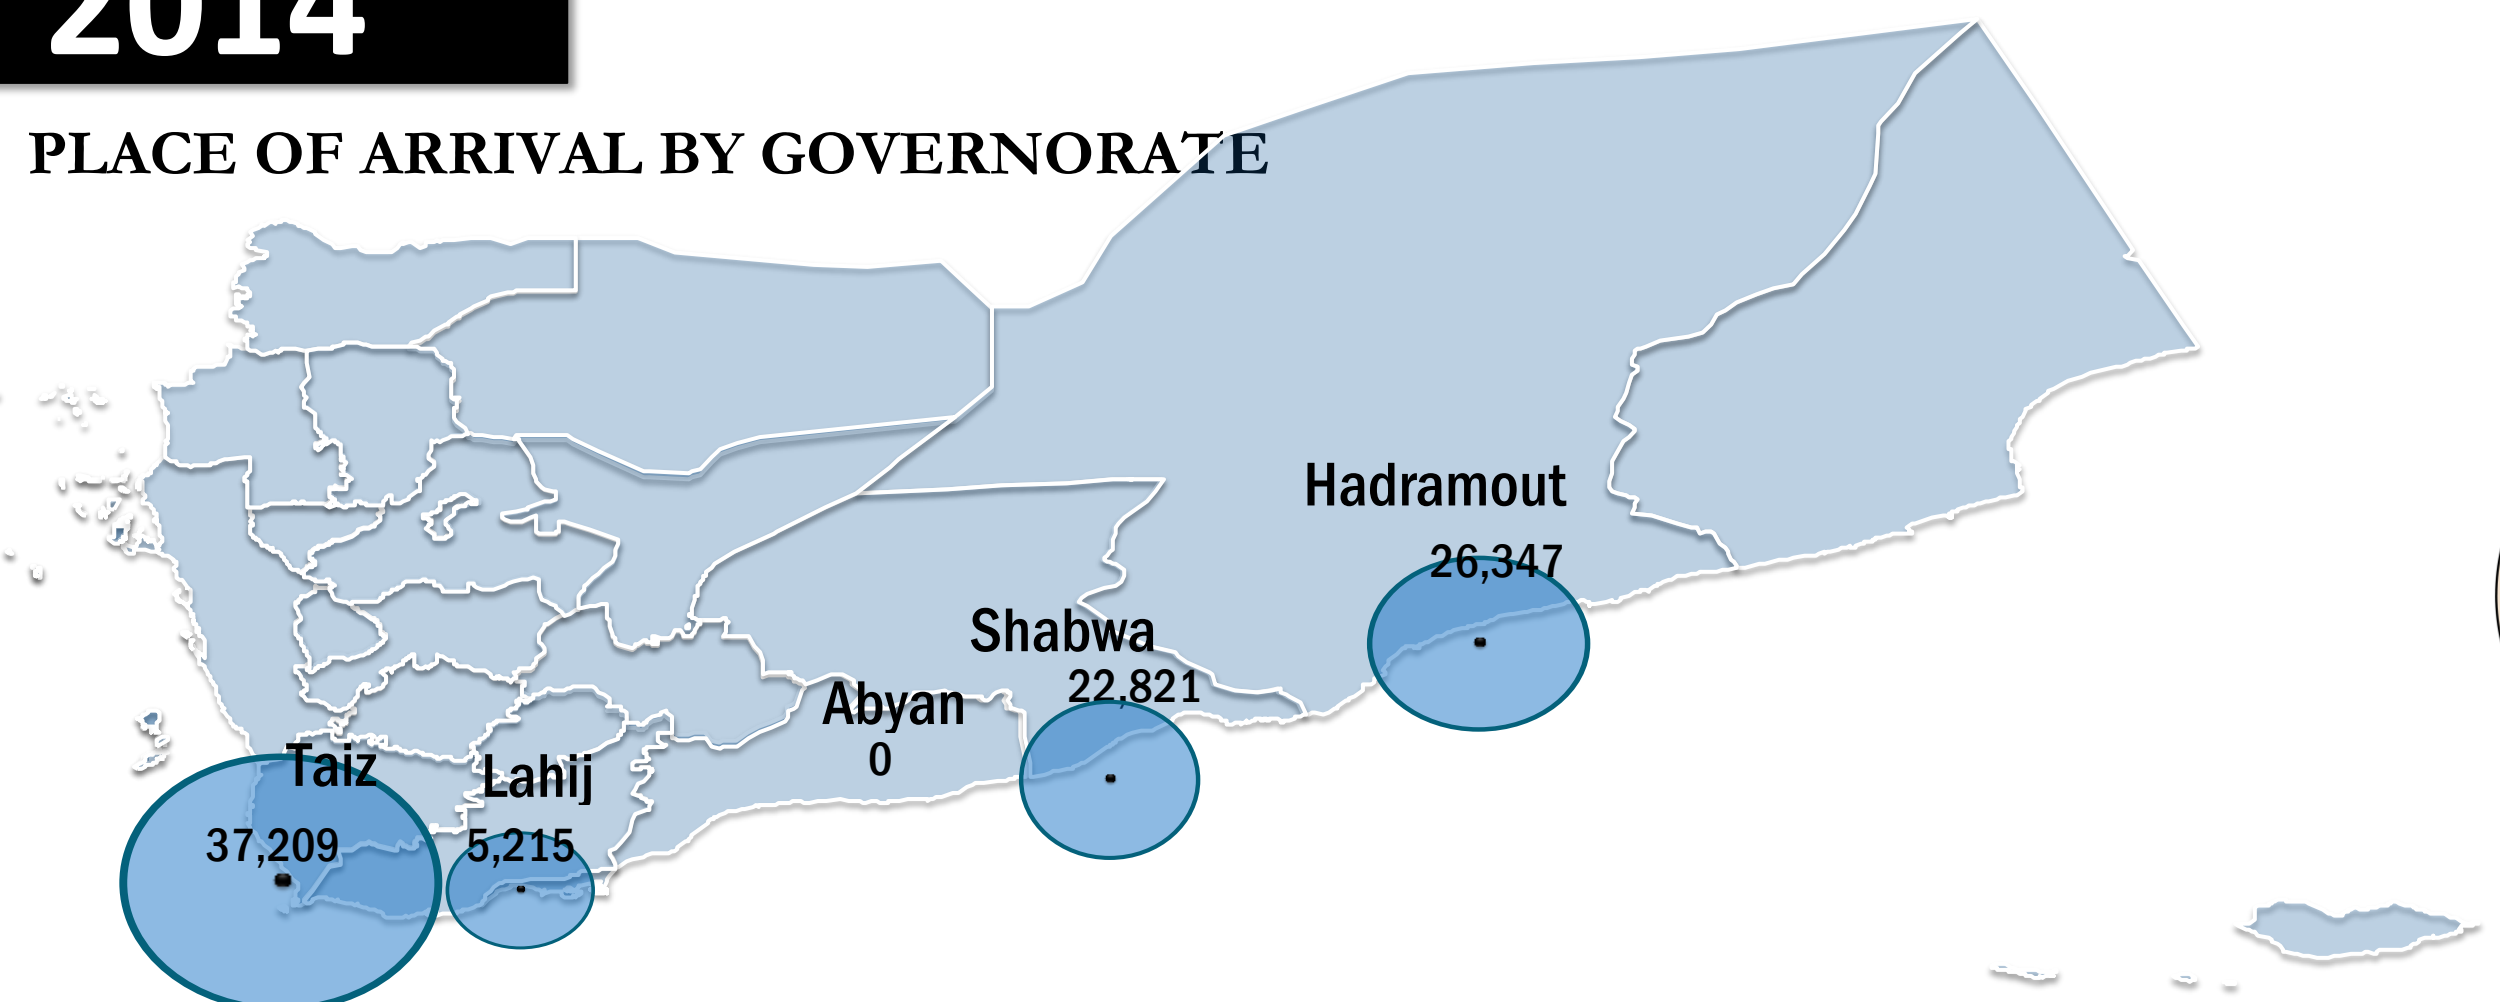 2014
PLACE OF ARRIVAL BY GOVERNORATE
Hadramout
26,347
Shabwa
22,821
Abyan
0
Taiz
37,209
Lahij
5,215